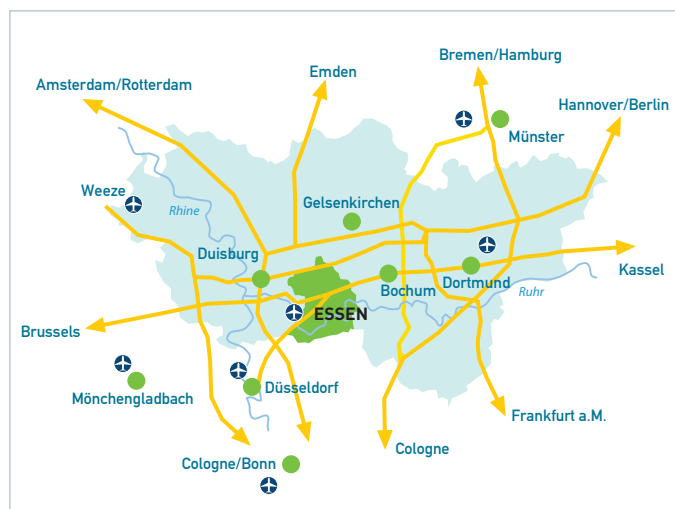 Bremen/Hamburg
Emden
Amsterdam/Rotterdam
Hannover/Berlin
Münster
Weeze
Gelsenkirchen
Rhine
Duisburg
Bochum
Dortmund
Kassel
Ruhr
ESSEN
Brussels
Düsseldorf
Mönchengladbach
Frankfurt a.M.
Cologne
Cologne/Bonn